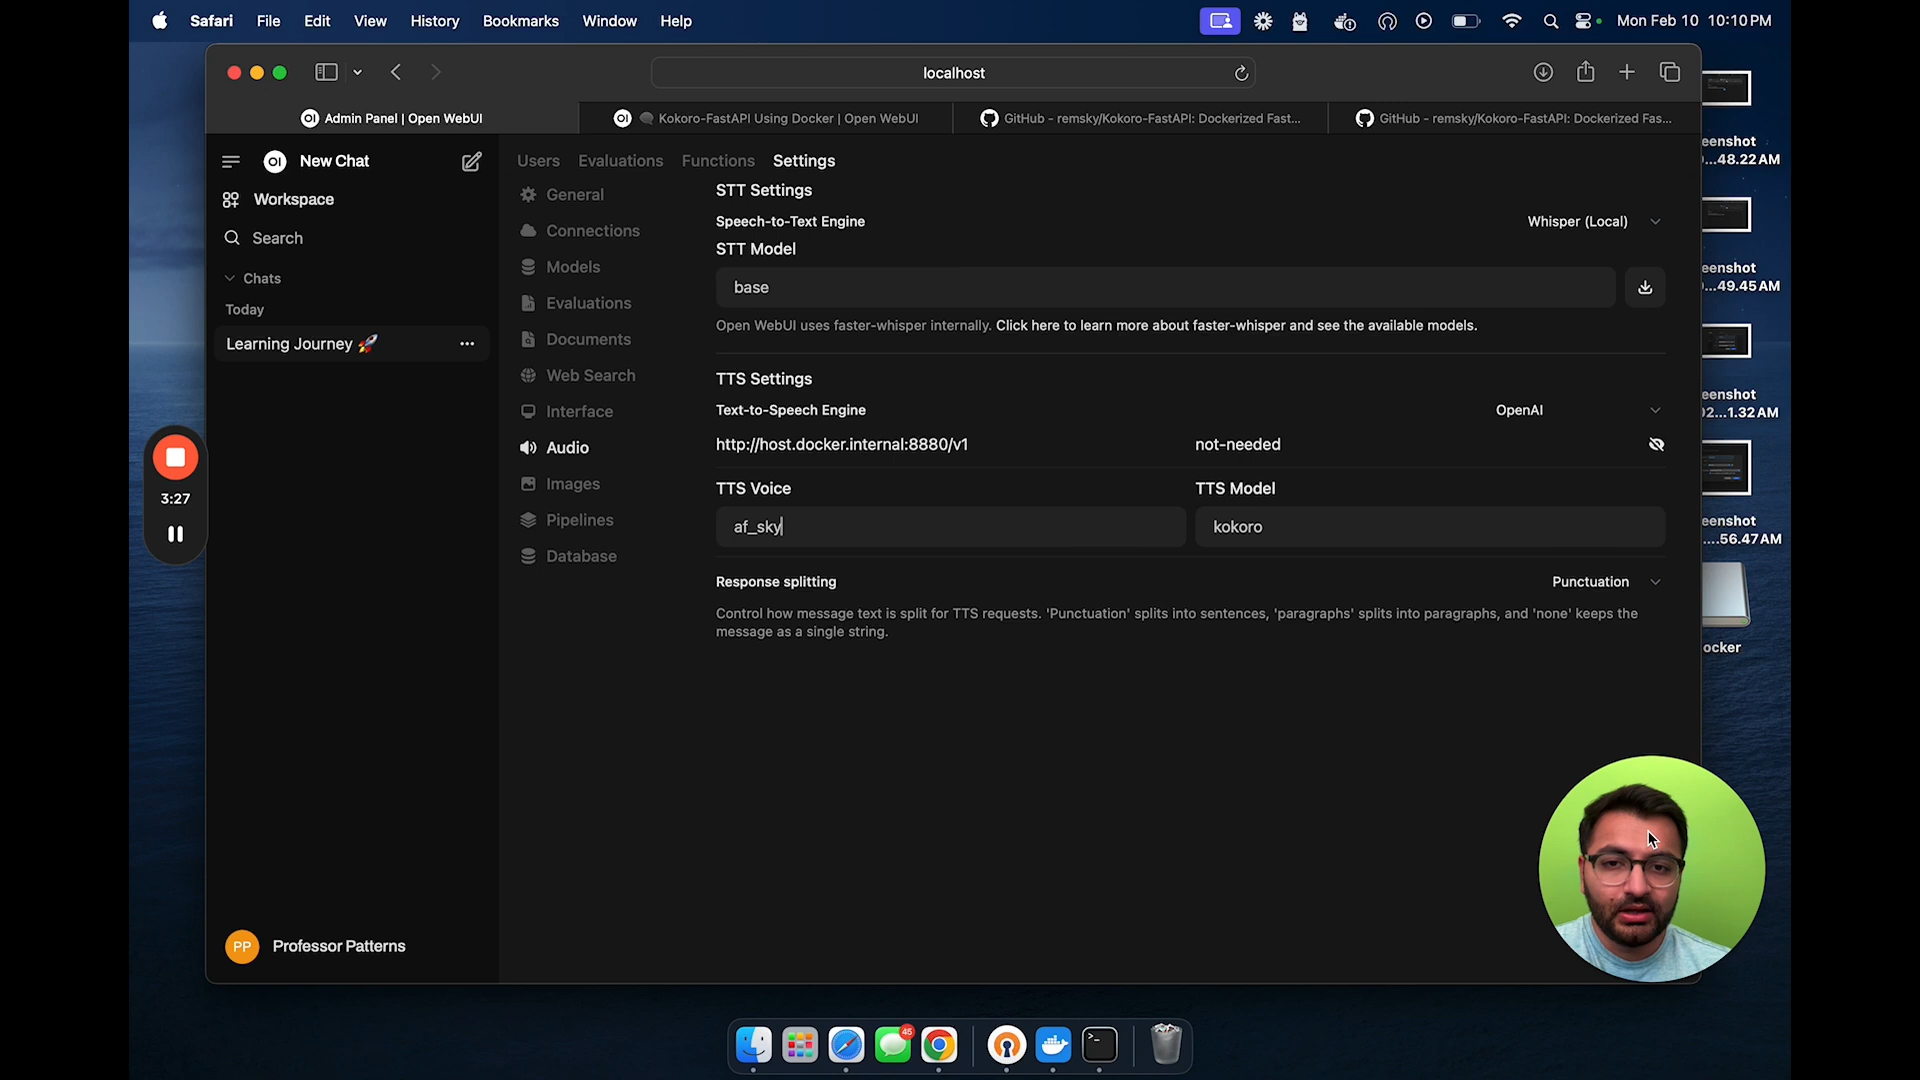 Safari File Edit View History Bookmarks Window Help
Mon Feb 10 10:10 PM
localhost
Admin Panel | Open WebUI
Kokoro-FastAPI Using Docker | Open WebUI
GitHub - remsky/Kokoro-FastAPI: Dockerized Fast...
GitHub - remsky/Kokoro-FastAPI: Dockerized Fas...
New Chat
Workspace
Search
Chats
Today
Learning Journey 🚀
Professor Patterns
PP
Users Evaluations Functions Settings
General
Connections
Models
Evaluations
Documents
Web Search
Interface
Audio
Images
Pipelines
Database
STT Settings
Speech-to-Text Engine
Whisper (Local)
STT Model
base
Open WebUI uses faster-whisper internally. Click here to learn more about faster-whisper and see the available models.
TTS Settings
Text-to-Speech Engine
OpenAI
http://host.docker.internal:8880/v1
not-needed
TTS Voice
TTS Model
af_sky
kokoro
Response splitting
Punctuation
Control how message text is split for TTS requests. 'Punctuation' splits into sentences, 'paragraphs' splits into paragraphs, and 'none' keeps the
message as a single string.
3:27
eenshot
...48.22 AM
eenshot
...49.45 AM
eenshot
02...1.32 AM
eenshot
....56.47 AM
ocker
45